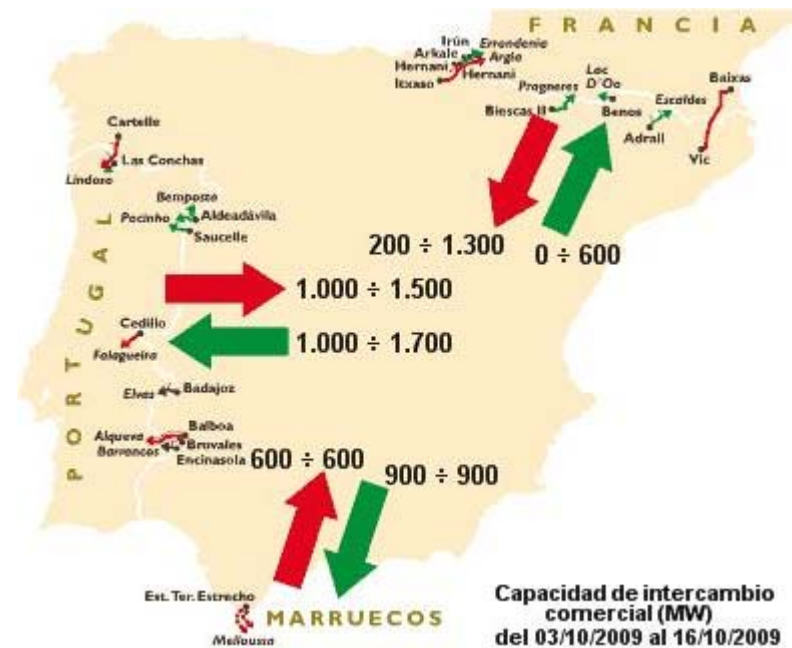 FRANCIA
Irún
Errondenia
Arkale
Argia
Hernani
Hernani
Itxaso
Pragneres
Lac
D'Oo
Baixas
Biescas II
Benos
Escaldes
Adrall
Vic
Cartelle
Las Conchas
Lindoso
Bemposta
Pocinho
Aldeadávila
Saucelle
PORTUGAL
200 ÷ 1.300
0 ÷ 600
1.000 ÷ 1.500
Cedillo
1.000 ÷ 1.700
Falagueira
Elvas
Badajoz
Balboa
Alqueva
Brovales
Barrancos
Encinasola
600 ÷ 600
900 ÷ 900
Est. Ter. Estrecho
MARRUECOS
Melloussa
Capacidad de intercambio
comercial (MW)
del 03/10/2009 al 16/10/2009